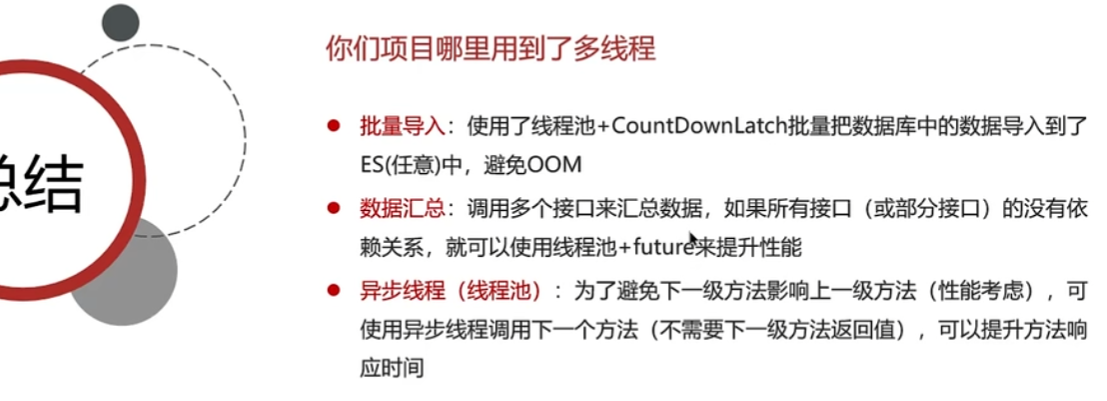 总结
你们项目哪里用到了多线程
批量导入：使用了线程池+CountDownLatch批量把数据库中的数据导入到了
ES(任意)中，避免OOM
数据汇总：调用多个接口来汇总数据，如果所有接口（或部分接口）的没有依
赖关系，就可以使用线程池+future来提升性能
异步线程（线程池）：为了避免下一级方法影响上一级方法（性能考虑），可
使用异步线程调用下一个方法（不需要下一级方法返回值），可以提升方法响
应时间